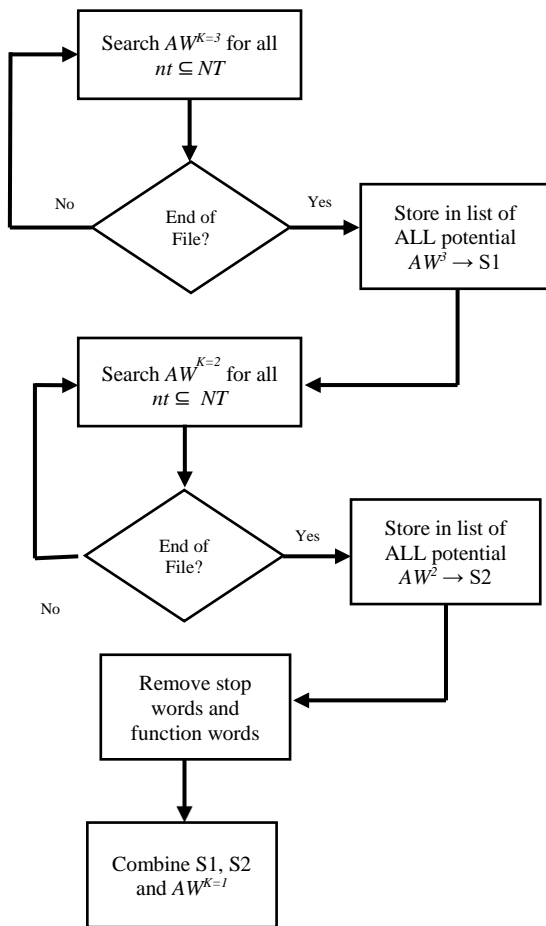 Search AW^{K=3} for all
nt ⊆ NT
No
End of
File?
Yes
Store in list of
ALL potential
AW^3 → S1
Search AW^{K=2} for all
nt ⊆ NT
End of
File?
Yes
No
Store in list of
ALL potential
AW^2 → S2
Remove stop
words and
function words
Combine S1, S2
and AW^{K=1}